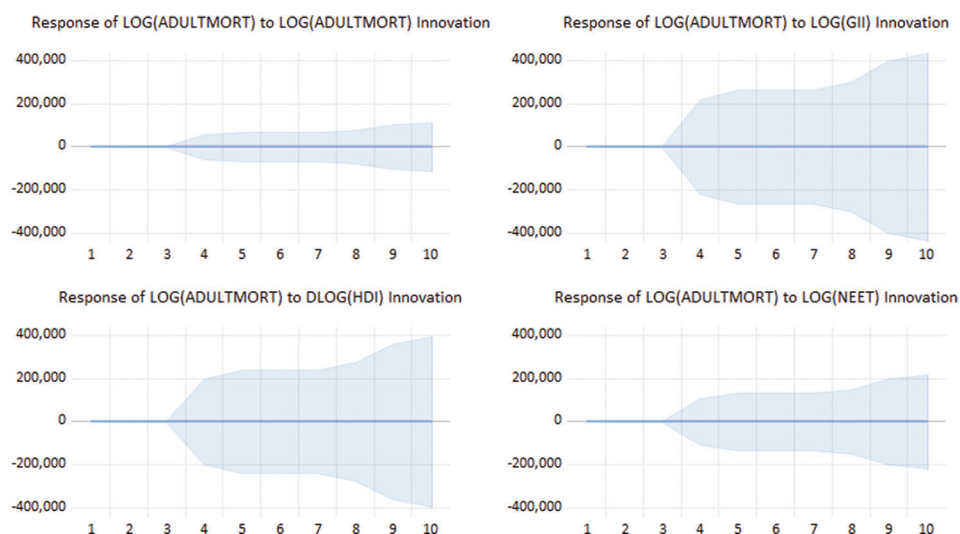 Response of LOG(ADULTMORT) to LOG(ADULTMORT) Innovation
400,000
200,000
0
-200,000
-400,000
1 2 3 4 5 6 7 8 9 10
Response of LOG(ADULTMORT) to LOG(GII) Innovation
400,000
200,000
0
-200,000
-400,000
1 2 3 4 5 6 7 8 9 10
Response of LOG(ADULTMORT) to DLOG(HDI) Innovation
400,000
200,000
0
-200,000
-400,000
1 2 3 4 5 6 7 8 9 10
Response of LOG(ADULTMORT) to LOG(NEET) Innovation
400,000
200,000
0
-200,000
-400,000
1 2 3 4 5 6 7 8 9 10